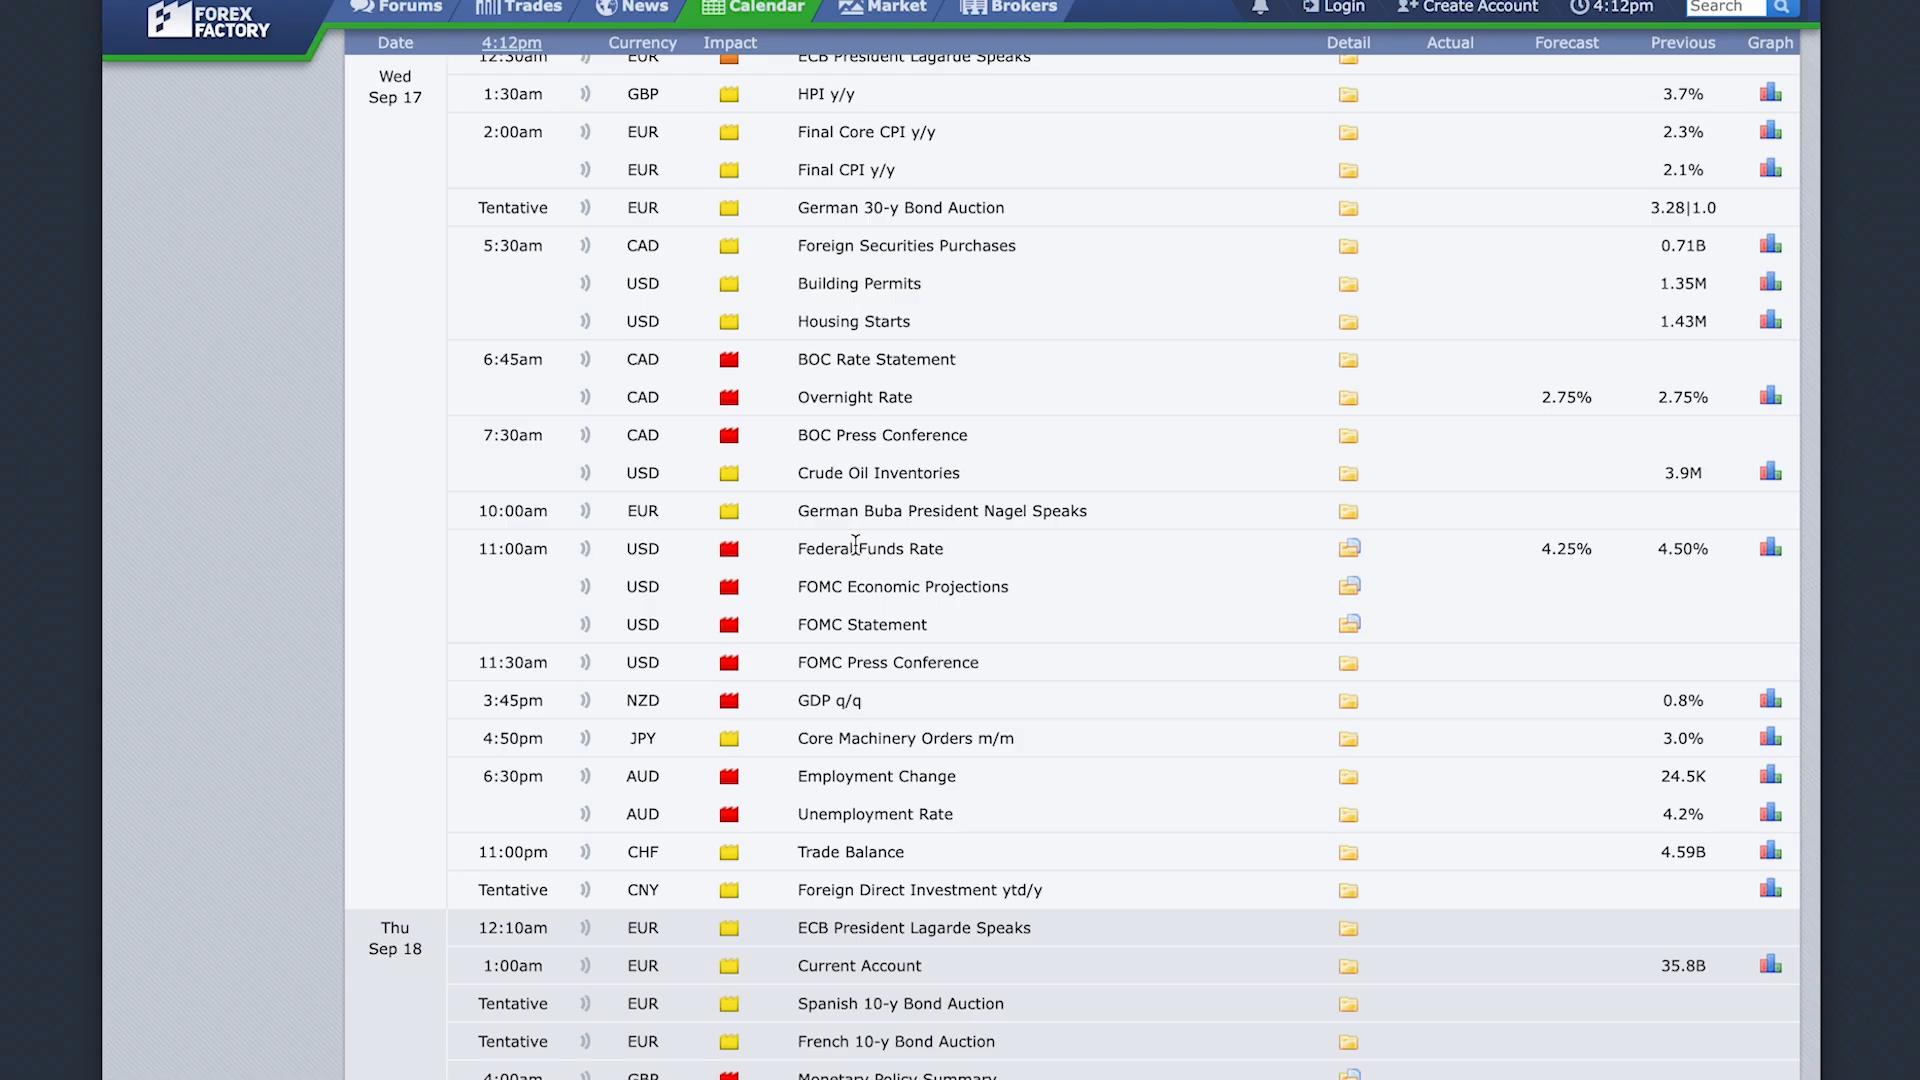 FOREX FACTORY
Forums Trades News Calendar Market Brokers Login Create Account 4:12pm Search
Date 4:12pm Currency Impact Detail Actual Forecast Previous Graph
12:30am EUR ECB President Lagarde Speaks
Wed Sep 17
1:30am GBP HPI y/y 3.7%
2:00am EUR Final Core CPI y/y 2.3%
EUR Final CPI y/y 2.1%
Tentative EUR German 30-y Bond Auction 3.28|1.0
5:30am CAD Foreign Securities Purchases 0.71B
USD Building Permits 1.35M
USD Housing Starts 1.43M
6:45am CAD BOC Rate Statement
CAD Overnight Rate 2.75% 2.75%
7:30am CAD BOC Press Conference
USD Crude Oil Inventories 3.9M
10:00am EUR German Buba President Nagel Speaks
11:00am USD Federal Funds Rate 4.25% 4.50%
USD FOMC Economic Projections
USD FOMC Statement
11:30am USD FOMC Press Conference
3:45pm NZD GDP q/q 0.8%
4:50pm JPY Core Machinery Orders m/m 3.0%
6:30pm AUD Employment Change 24.5K
AUD Unemployment Rate 4.2%
11:00pm CHF Trade Balance 4.59B
Tentative CNY Foreign Direct Investment ytd/y
Thu Sep 18
12:10am EUR ECB President Lagarde Speaks
1:00am EUR Current Account 35.8B
Tentative EUR Spanish 10-y Bond Auction
Tentative EUR French 10-y Bond Auction
4:00am GBP Monetary Policy Summary